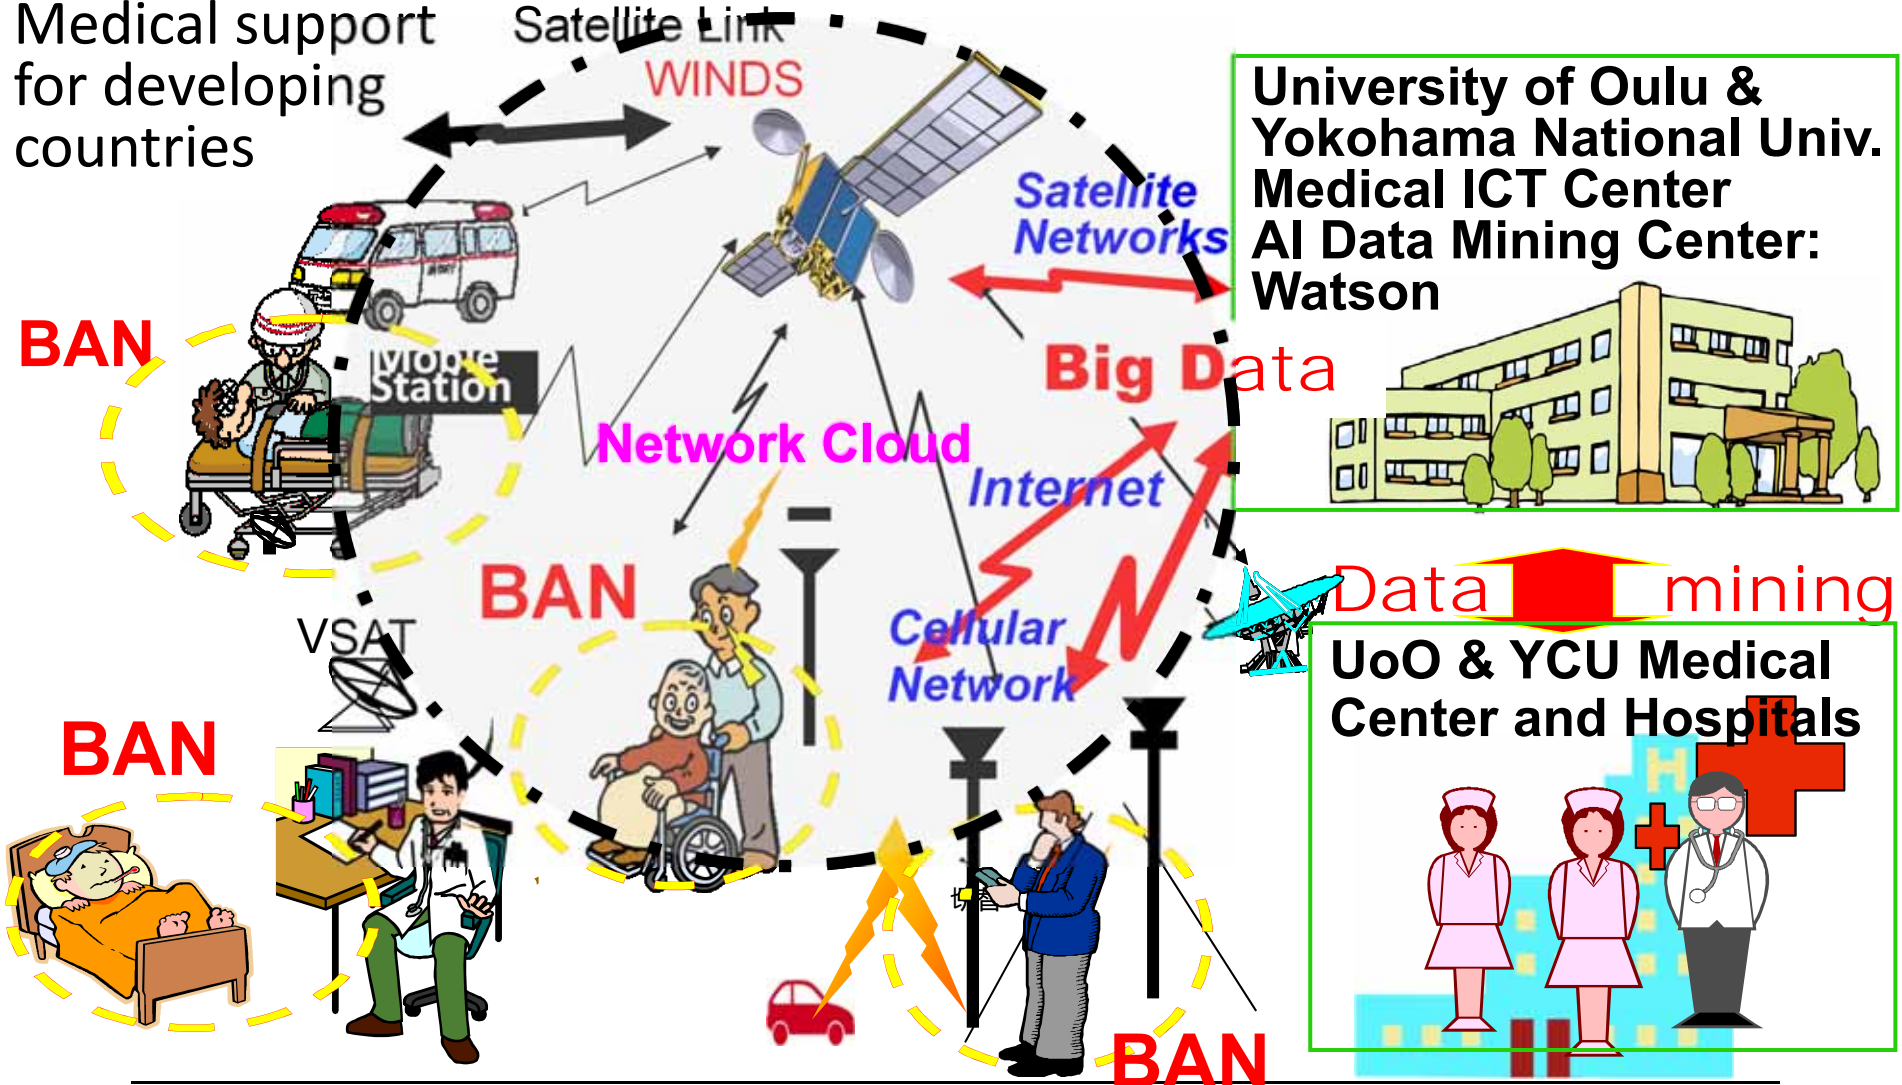 Medical support
for developing
countries
Satellite Link
WINDS
Satellite
Networks
University of Oulu &
Yokohama National Univ.
Medical ICT Center
AI Data Mining Center:
Watson
BAN
Station
Big Data
Network Cloud
Internet
BAN
Cellular
Network
Data mining
VSAT
UoO & YCU Medical
Center and Hospitals
BAN
H
BAN